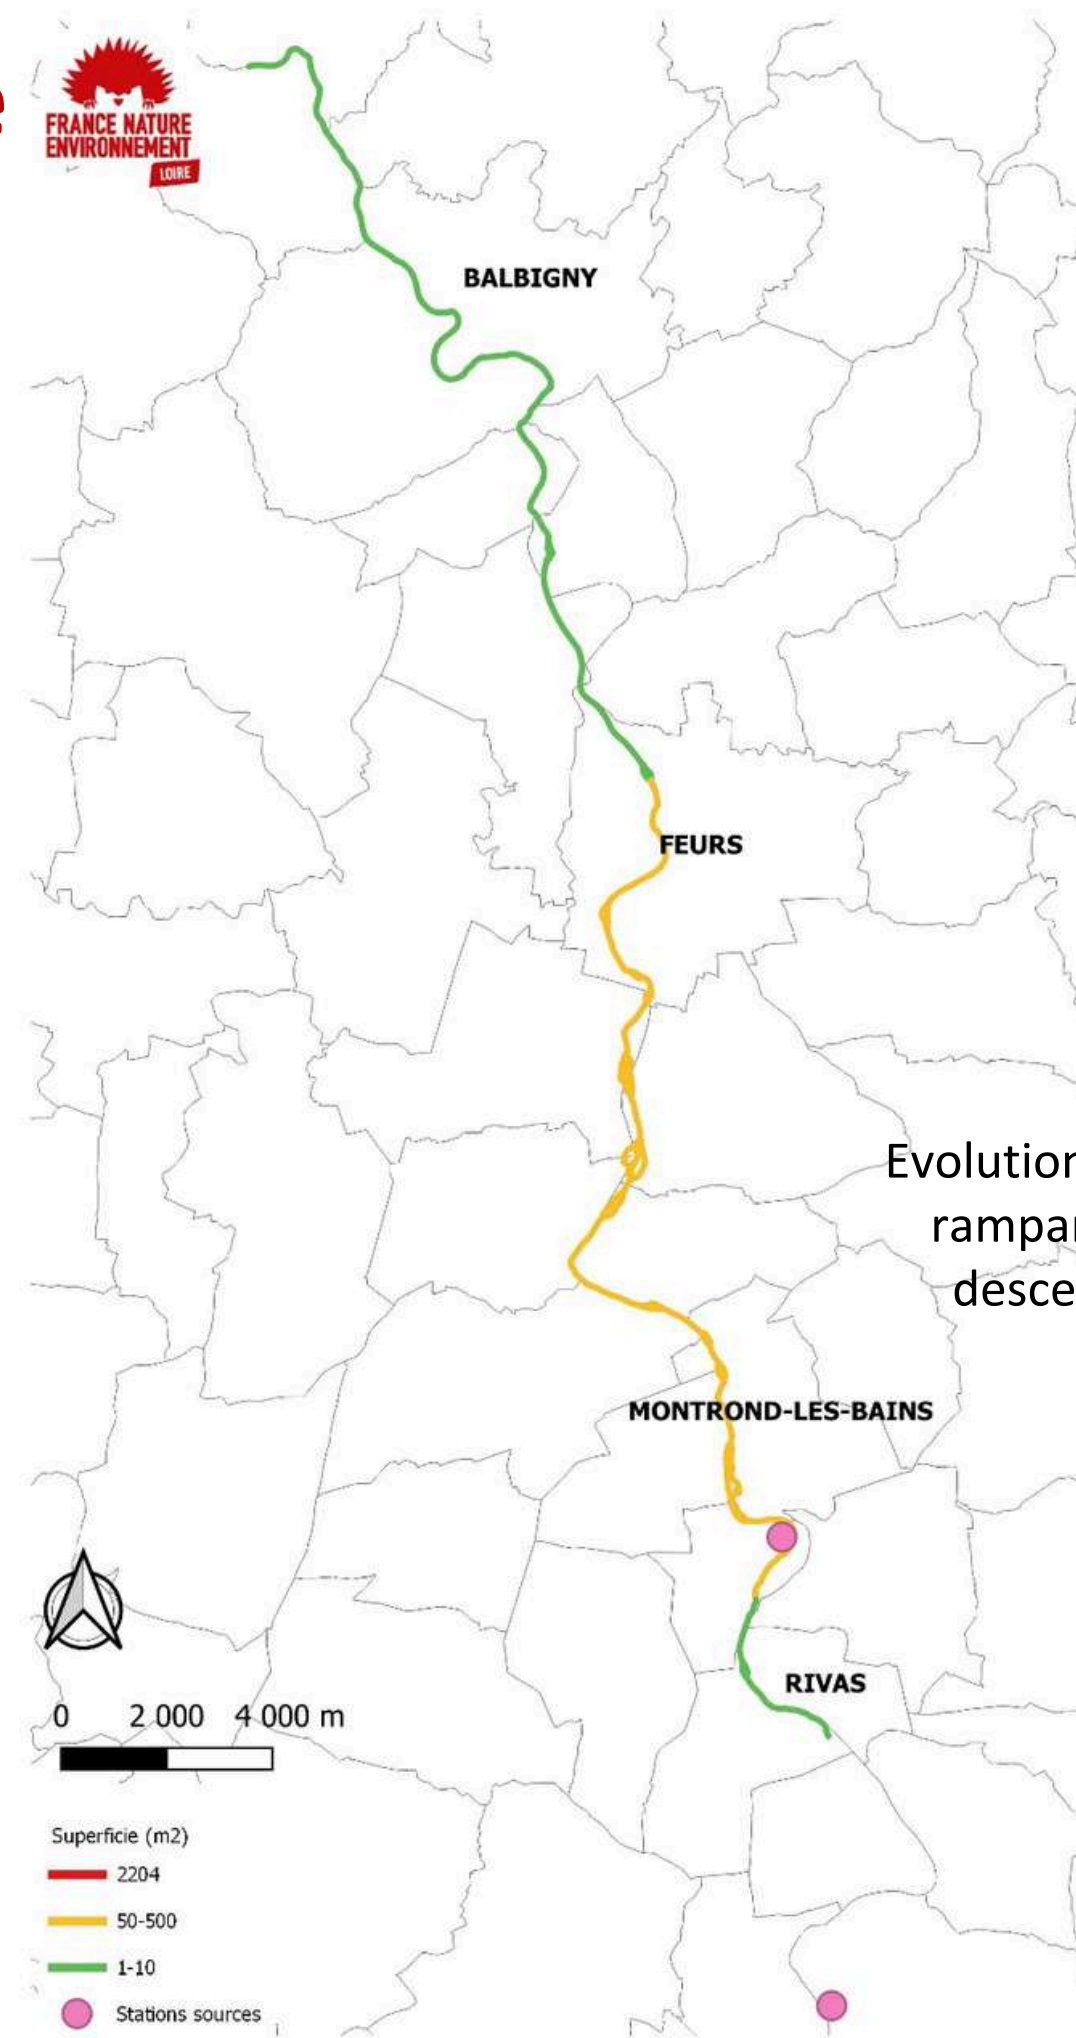 e
FRANCE NATURE
ENVIRONNEMENT
LOIRE
BALBIGNY
FEURS
Evolution
rampa
desce
MONTROND-LES-BAINS
RIVAS
0 2 000 4 000 m
Superficie (m2)
2204
50-500
1-10
Stations sources